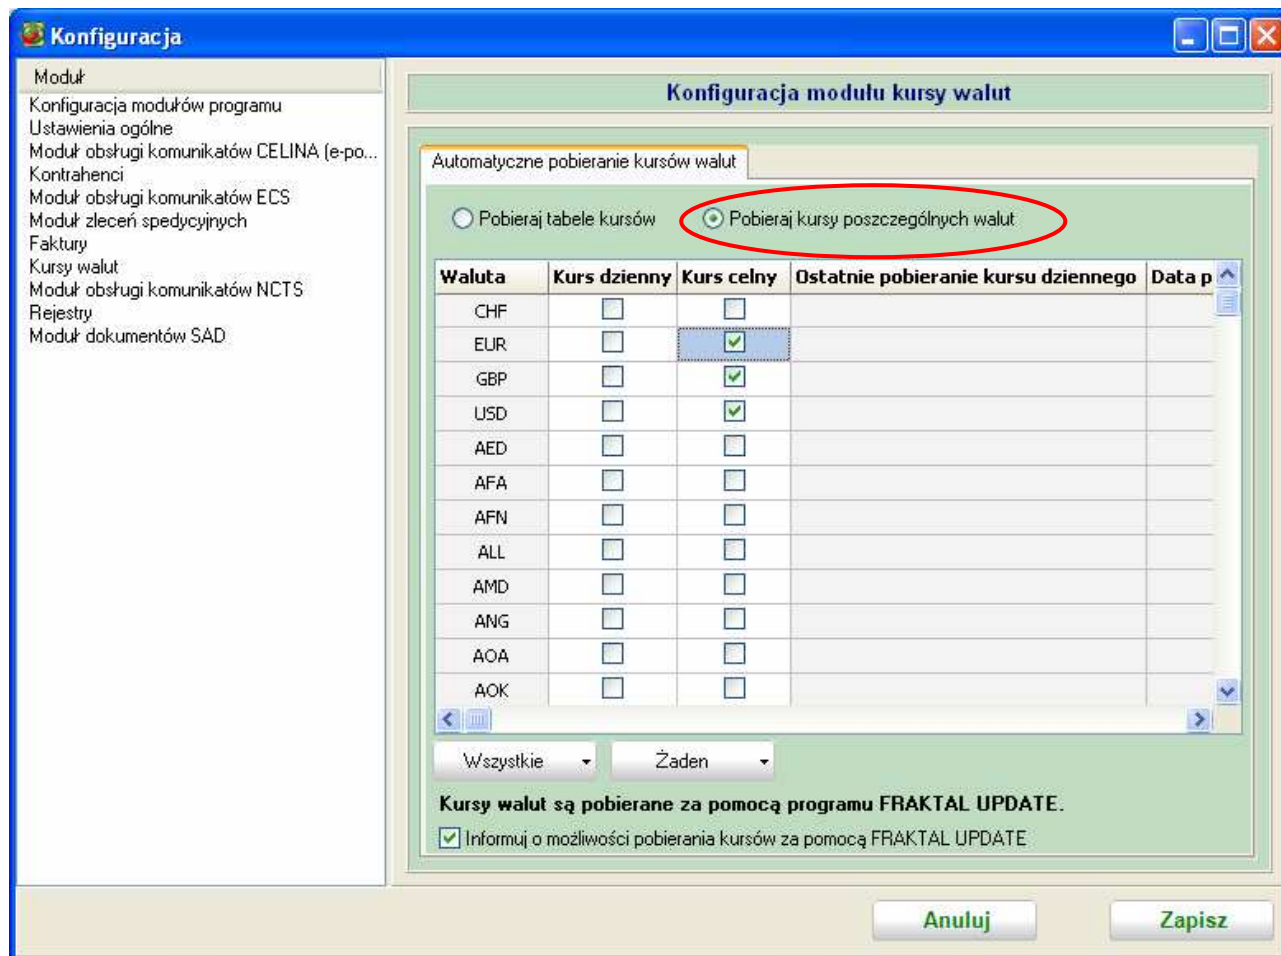 Konfiguracja
Moduł
Konfiguracja modułów programu
Ustawienia ogólne
Moduł obsługi komunikatów CELINA (e-po...
Kontrahenci
Moduł obsługi komunikatów ECS
Moduł zleceń spedycyjnych
Faktury
Kursy walut
Moduł obsługi komunikatów NCTS
Rejestry
Moduł dokumentów SAD
Konfiguracja modułu kursy walut
Automatyczne pobieranie kursów walut
Pobieraj tabele kursów Pobieraj kursy poszczególnych walut
Waluta Kurs dzienny Kurs celny Ostatnie pobieranie kursu dziennego Data p
CHF
EUR
GBP
USD
AED
AFA
AFN
ALL
AMD
ANG
AOA
AOK
Wszystkie Żaden
Kursy walut są pobierane za pomocą programu FRAKTAL UPDATE.
Informuj o możliwości pobierania kursów za pomocą FRAKTAL UPDATE
Anuluj Zapisz